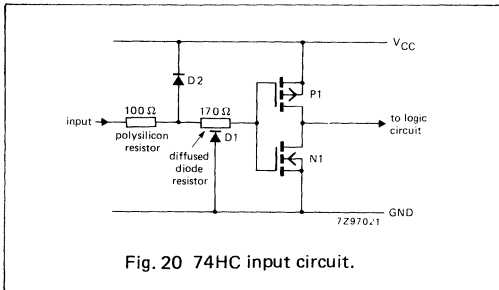 V_CC
D2
P1
100 Ω
170 Ω
input
to logic
circuit
polysilicon
resistor
D1
diffused
diode
resistor
N1
7Z97021
GND
Fig. 20 74HC input circuit.